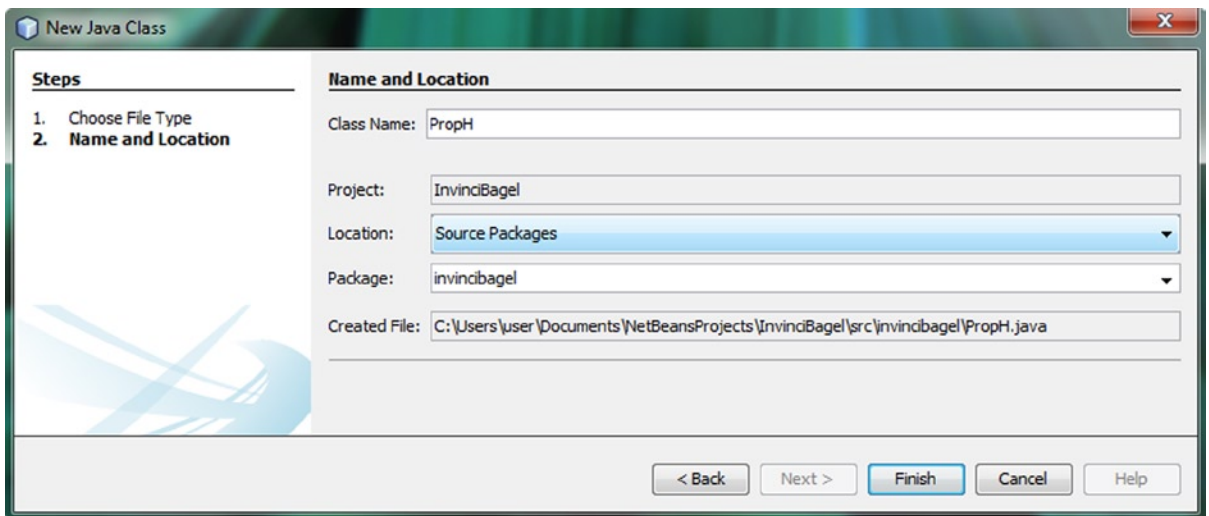 New Java Class
Steps
1. Choose File Type
2. Name and Location
Name and Location
Class Name: PropH
Project: InvinciBagel
Location: Source Packages
Package: invincibagel
Created File: C:\Users\user\Documents\NetBeansProjects\InvinciBagel\src\invincibagel\PropH.java
< Back Next > Finish Cancel Help